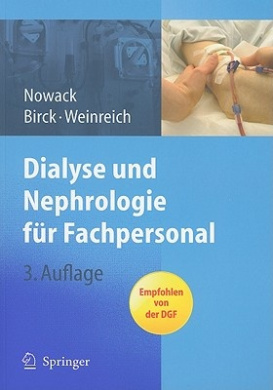 Nowack
Birck · Weinreich
Dialyse und
Nephrologie
für Fachpersonal
3. Auflage
Empfohlen
von
der DGF
Springer